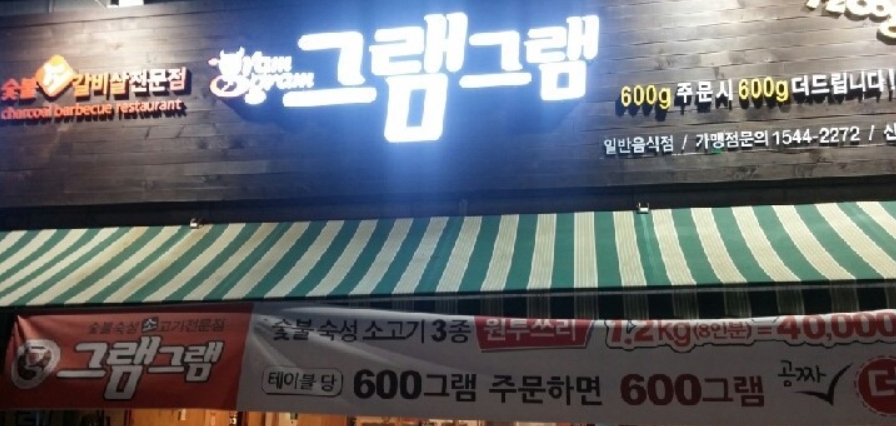 숯불 갈비살전문점
charcoal barbecue restaurant
gram gram
그램그램
600g 주문시 600g 더드립니다!
일반음식점 / 가맹점문의 1544-2272 /
숯불숙성 소고기전문점
그램그램
숯불 숙성 소고기 3종 원투쓰리 1.2kg(8인분)=40,000
테이블 당 600그램 주문하면 600그램 공짜